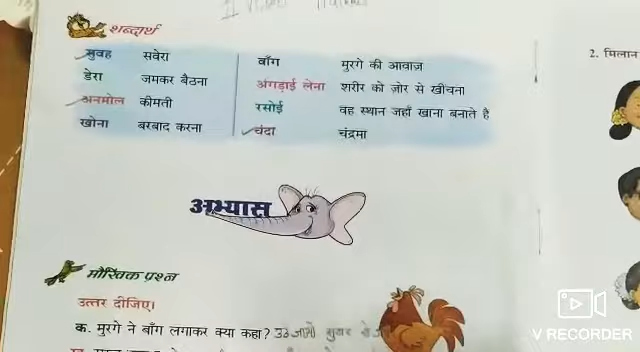 शब्दार्थ
सुबह सवेरा
डेरा जमकर बैठना
अनमोल कीमती
खोना बरबाद करना
बाँग मुरगे की आवाज़
अंगड़ाई लेना शरीर को ज़ोर से खींचना
रसोई वह स्थान जहाँ खाना बनाते है
चंदा चंद्रमा
2. मिलान
अभ्यास
मौखिक प्रश्न
उत्तर दीजिए।
क. मुरगे ने बाँग लगाकर क्या कहा?
V RECORDER